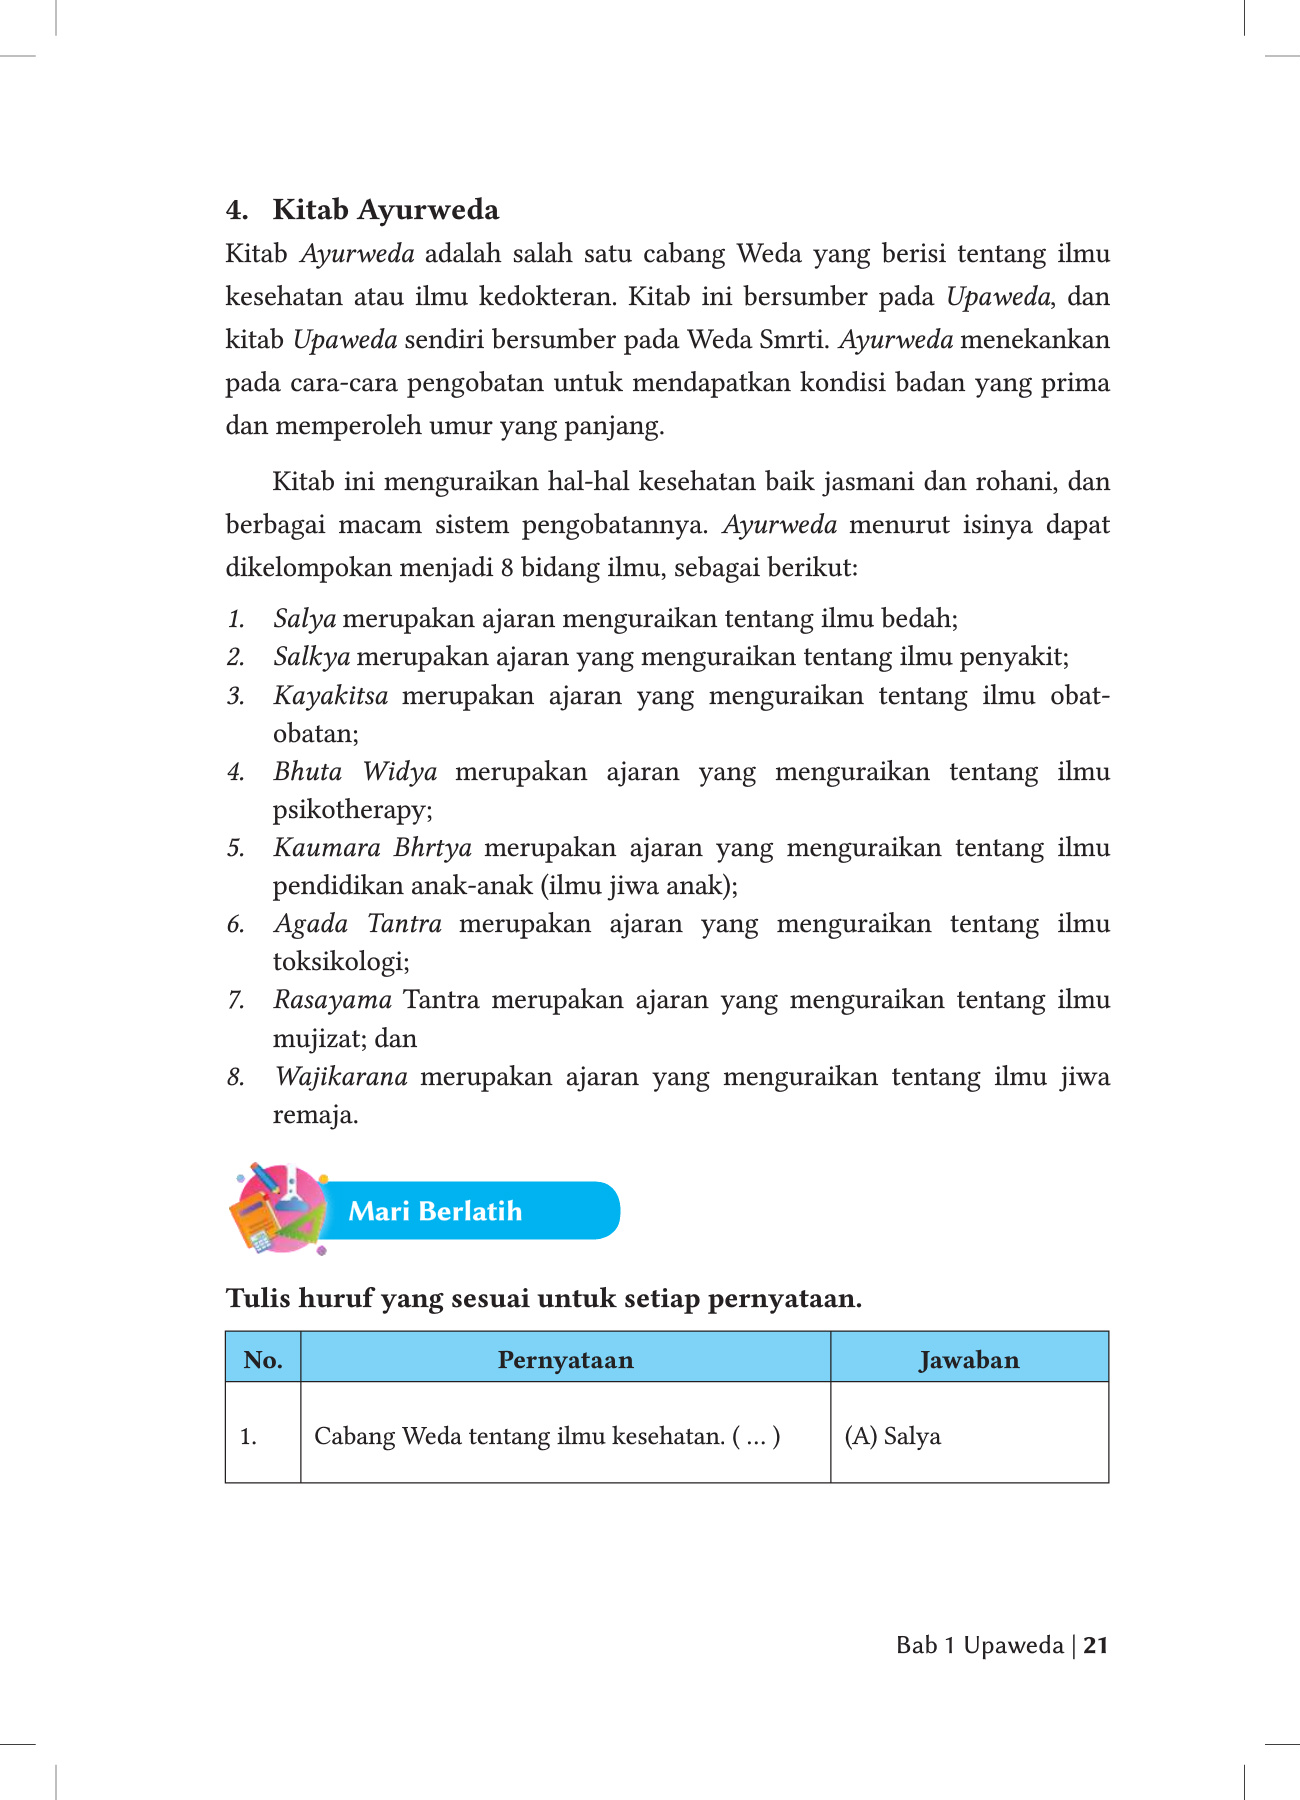 4. Kitab Ayurweda
Kitab Ayurweda adalah salah satu cabang Weda yang berisi tentang ilmu
kesehatan atau ilmu kedokteran. Kitab ini bersumber pada Upaweda, dan
kitab Upaweda sendiri bersumber pada Weda Smrti. Ayurweda menekankan
pada cara-cara pengobatan untuk mendapatkan kondisi badan yang prima
dan memperoleh umur yang panjang.
Kitab ini menguraikan hal-hal kesehatan baik jasmani dan rohani, dan
berbagai macam sistem pengobatannya. Ayurweda menurut isinya dapat
dikelompokan menjadi 8 bidang ilmu, sebagai berikut:
1. Salya merupakan ajaran menguraikan tentang ilmu bedah;
2. Salkya merupakan ajaran yang menguraikan tentang ilmu penyakit;
3. Kayakitsa merupakan ajaran yang menguraikan tentang ilmu obat-
obatan;
4. Bhuta Widya merupakan ajaran yang menguraikan tentang ilmu
psikotherapy;
5. Kaumara Bhrtya merupakan ajaran yang menguraikan tentang ilmu
pendidikan anak-anak (ilmu jiwa anak);
6. Agada Tantra merupakan ajaran yang menguraikan tentang ilmu
toksikologi;
7. Rasayama Tantra merupakan ajaran yang menguraikan tentang ilmu
mujizat; dan
8. Wajikarana merupakan ajaran yang menguraikan tentang ilmu jiwa
remaja.
Mari Berlatih
Tulis huruf yang sesuai untuk setiap pernyataan.
No. Pernyataan Jawaban
1. Cabang Weda tentang ilmu kesehatan. ( ... ) (A) Salya
Bab 1 Upaweda | 21